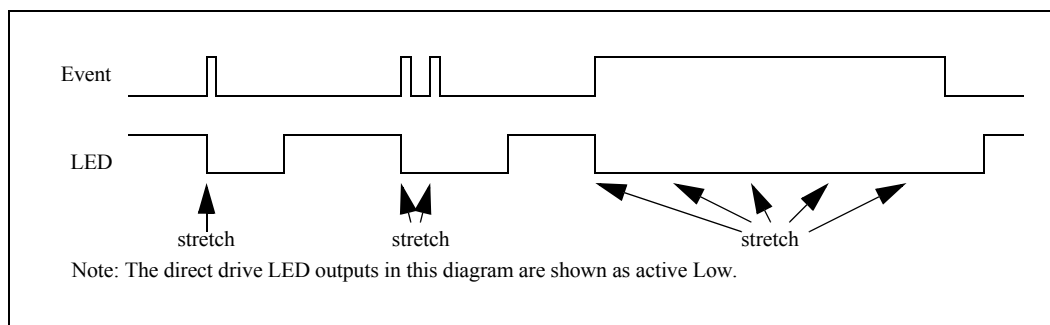 Event
LED
stretch stretch stretch
Note: The direct drive LED outputs in this diagram are shown as active Low.